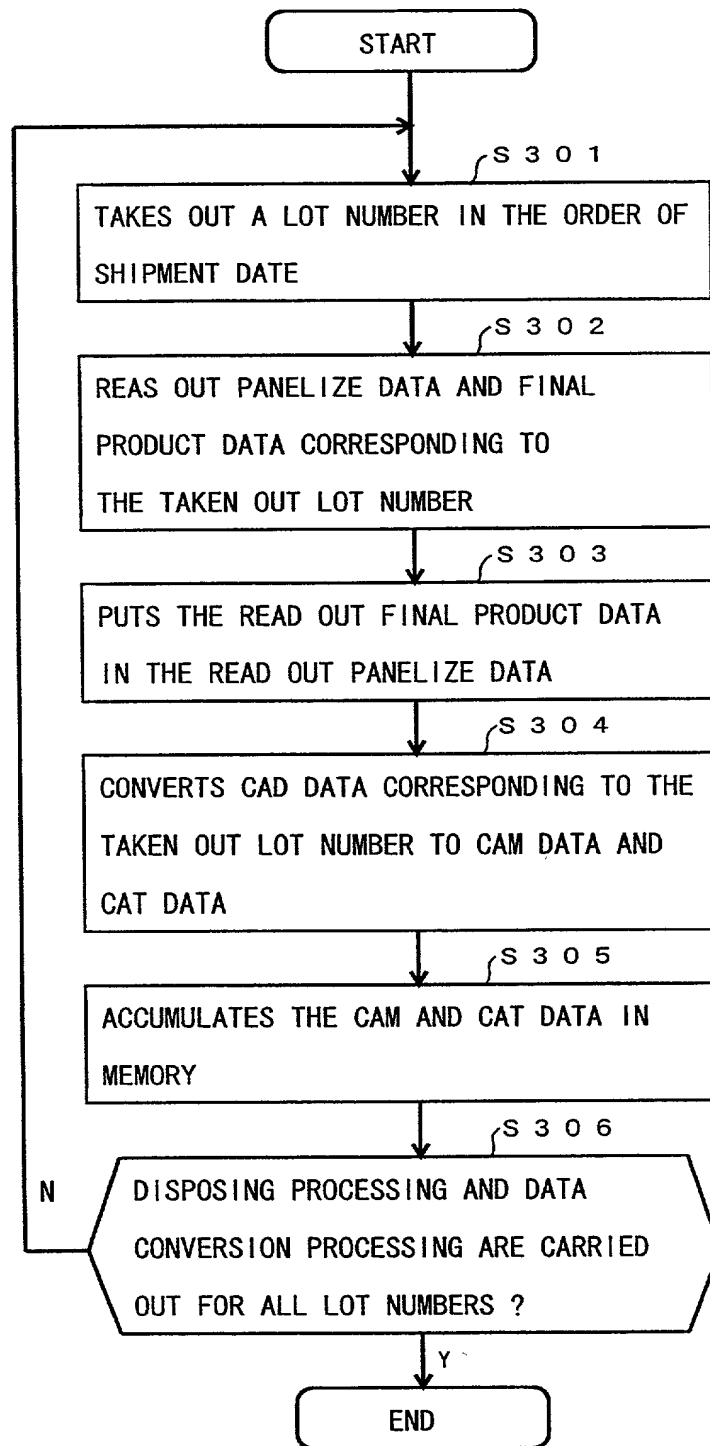 START
S301
TAKES OUT A LOT NUMBER IN THE ORDER OF
SHIPMENT DATE
S302
REAS OUT PANELIZE DATA AND FINAL
PRODUCT DATA CORRESPONDING TO
THE TAKEN OUT LOT NUMBER
S303
PUTS THE READ OUT FINAL PRODUCT DATA
IN THE READ OUT PANELIZE DATA
S304
CONVERTS CAD DATA CORRESPONDING TO THE
TAKEN OUT LOT NUMBER TO CAM DATA AND
CAT DATA
S305
ACCUMULATES THE CAM AND CAT DATA IN
MEMORY
S306
N
DISPOSING PROCESSING AND DATA
CONVERSION PROCESSING ARE CARRIED
OUT FOR ALL LOT NUMBERS ?
Y
END